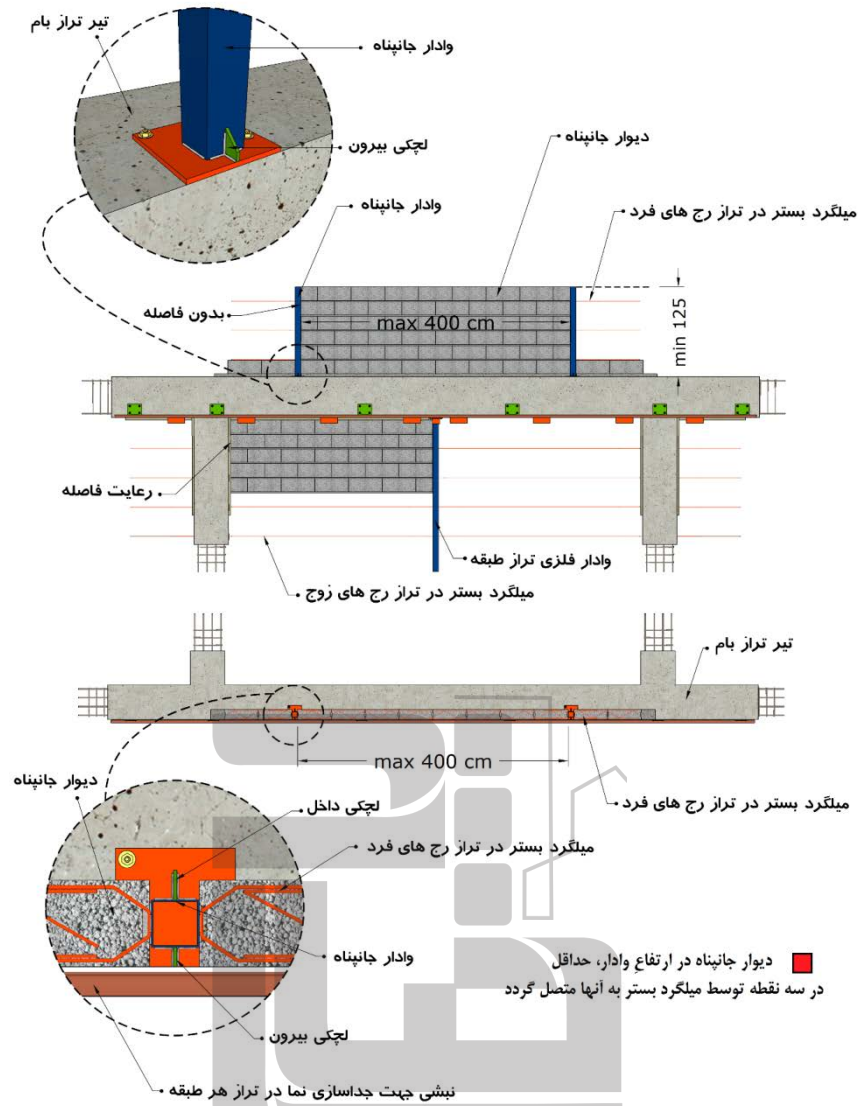 تیر تراز بام
وادار جانپناه
لچکی بیرون
دیوار جانپناه
وادار جانپناه
میلگرد بستر در تراز رج های فرد
بدون فاصله
max 400 cm
min 125
رعایت فاصله
وادار فلزی تراز طبقه
میلگرد بستر در تراز رج های زوج
تیر تراز بام
max 400 cm
میلگرد بستر در تراز رج های فرد
دیوار جانپناه
لچکی داخل
میلگرد بستر در تراز رج های فرد
وادار جانپناه
لچکی بیرون
دیوار جانپناه در ارتفاع وادار، حداقل
در سه نقطه توسط میلگرد بستر به آنها متصل گردد
نبشی جهت جداسازی نما در تراز هر طبقه